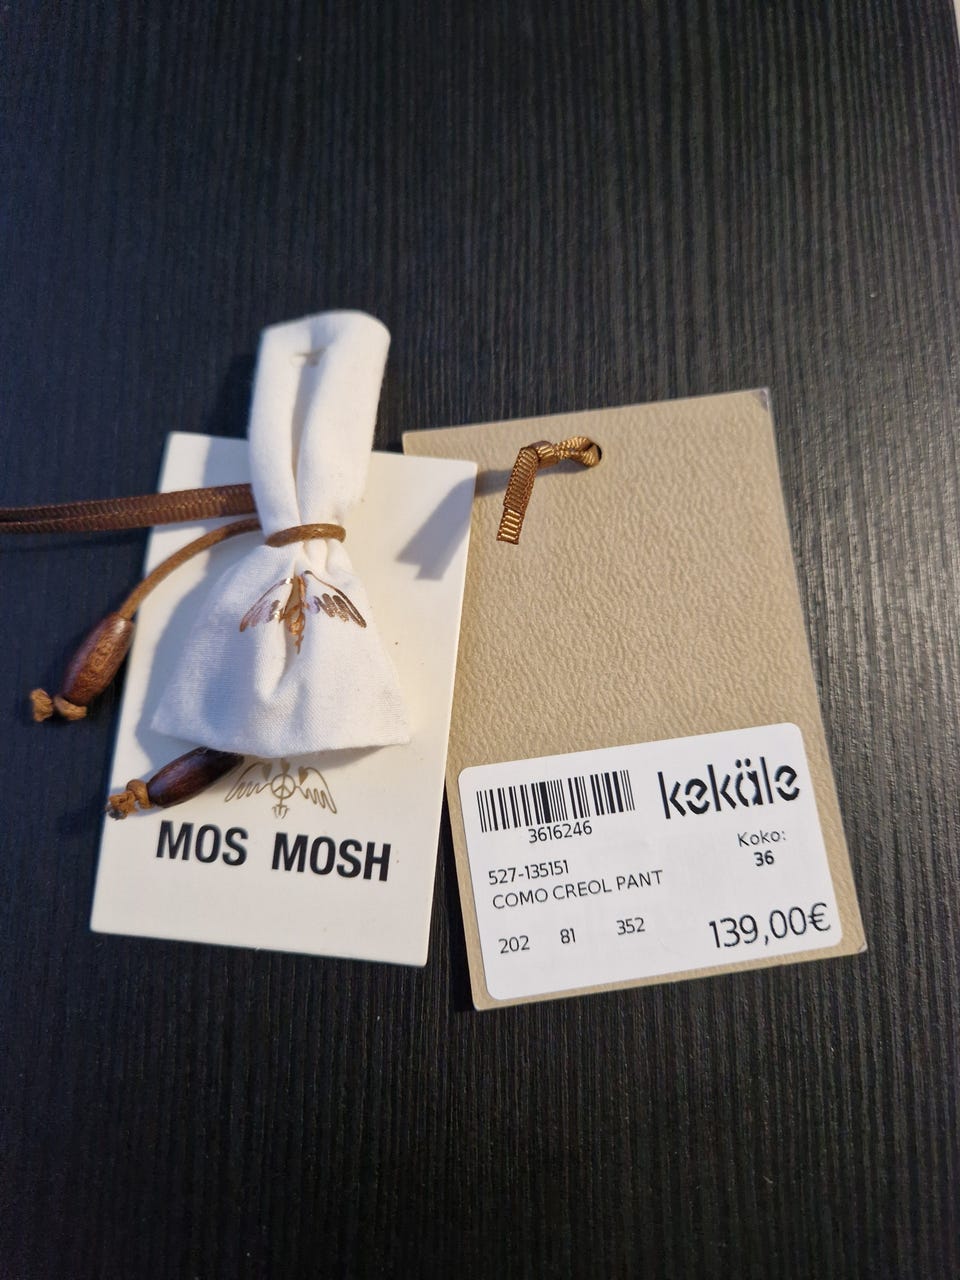 MOS MOSH
kekäle
3616246
Koko:
36
527-135151
COMO CREOL PANT
202 81 352
139,00€